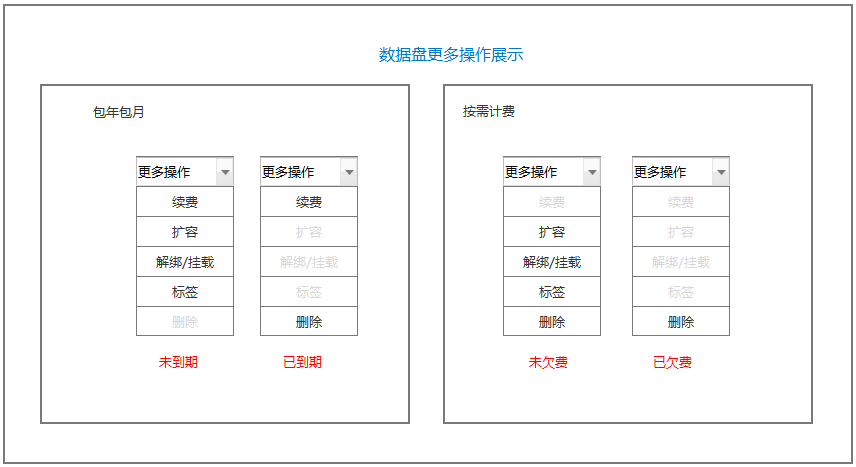 数据盘更多操作展示
包年包月
更多操作
续费
扩容
解绑/挂载
标签
删除
未到期
更多操作
续费
扩容
解绑/挂载
标签
删除
已到期
按需计费
更多操作
续费
扩容
解绑/挂载
标签
删除
未欠费
更多操作
续费
扩容
解绑/挂载
标签
删除
已欠费